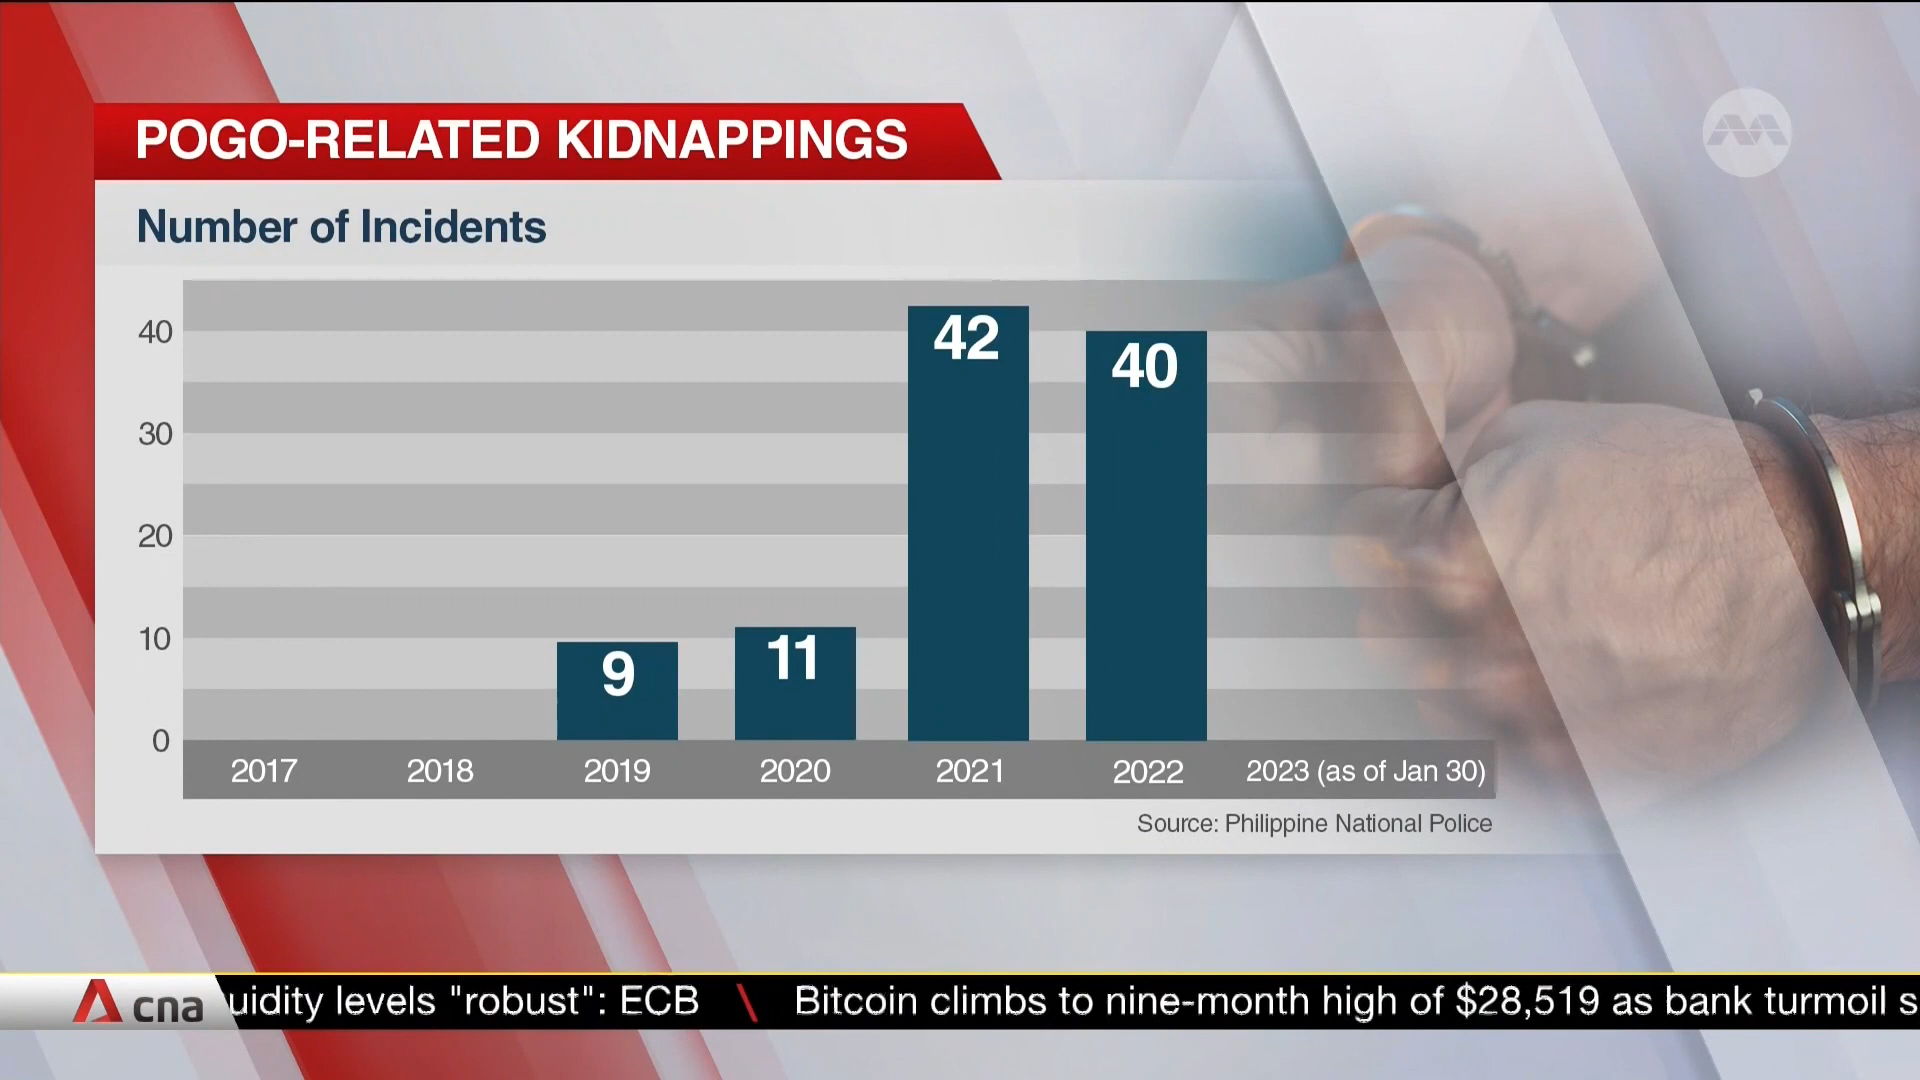 POGO-RELATED KIDNAPPINGS
Number of Incidents
40
30
20
10
0
9
11
42
40
2017
2018
2019
2020
2021
2022
2023 (as of Jan 30)
Source: Philippine National Police
cna
uidity levels "robust": ECB \ Bitcoin climbs to nine-month high of $28,519 as bank turmoil s